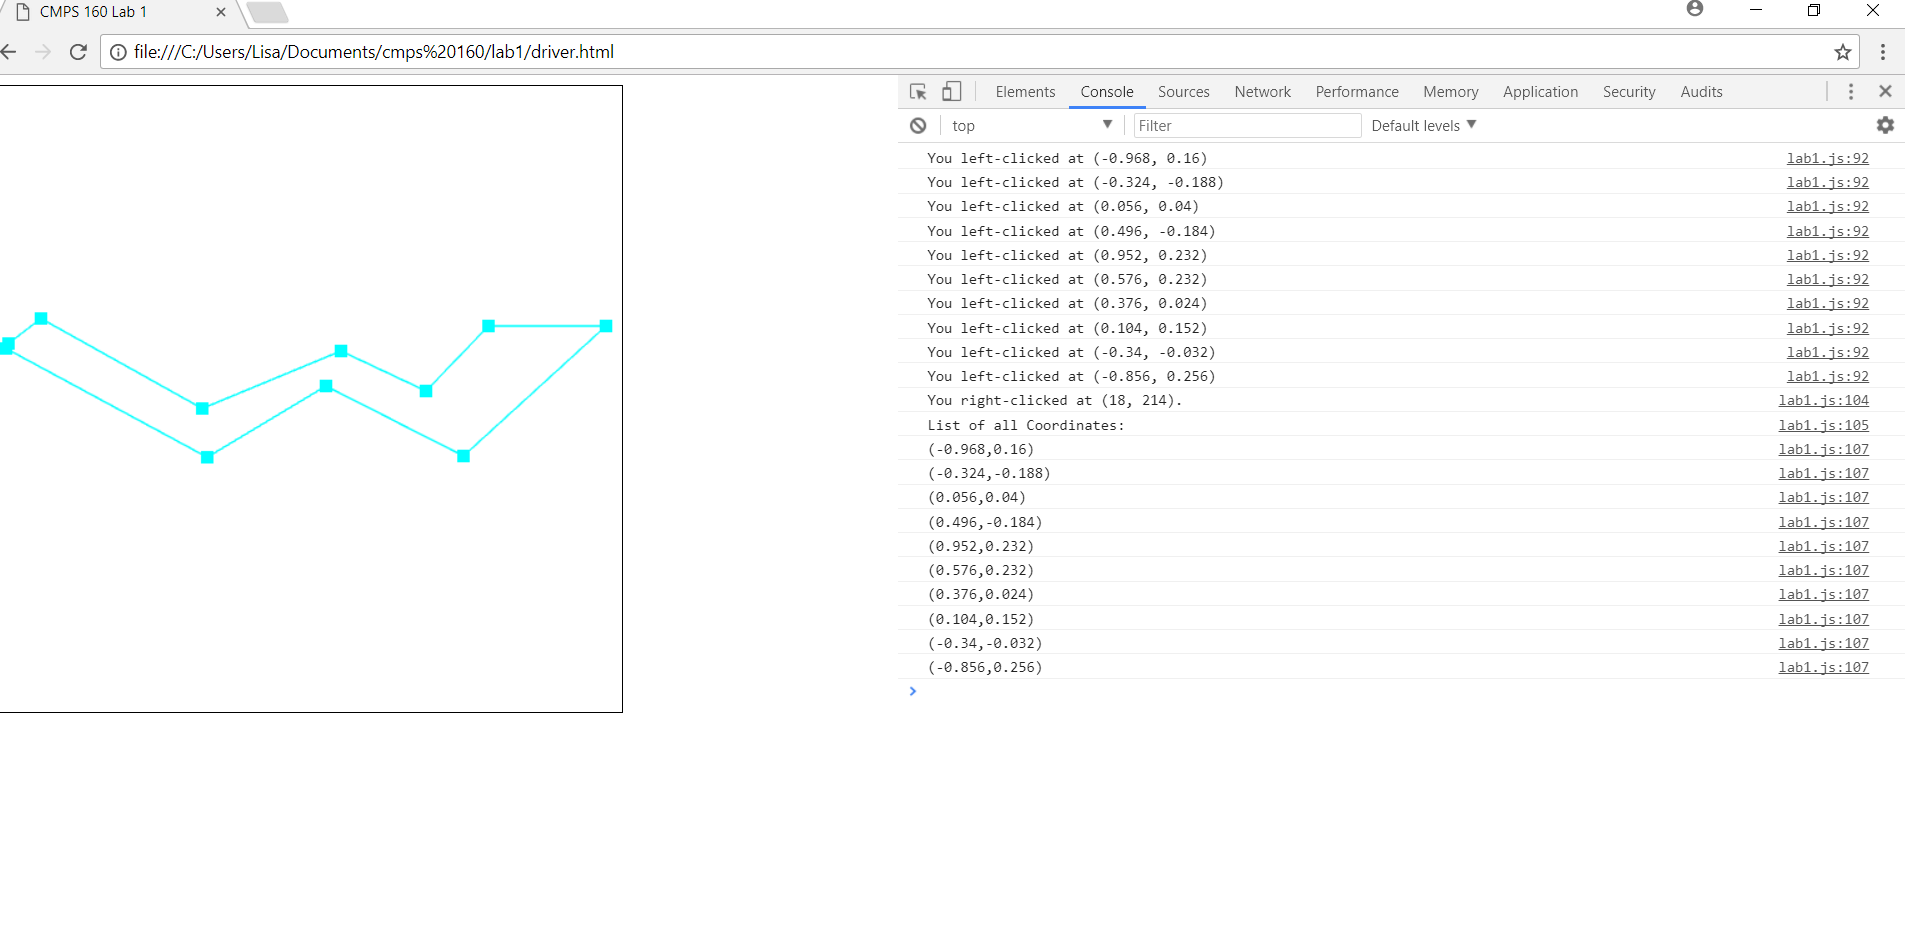 CMPS 160 Lab 1
file:///C:/Users/Lisa/Documents/cmps%20160/lab1/driver.html
Elements Console Sources Network Performance Memory Application Security Audits
top Filter Default levels
You left-clicked at (-0.968, 0.16) lab1.js:92
You left-clicked at (-0.324, -0.188) lab1.js:92
You left-clicked at (0.056, 0.04) lab1.js:92
You left-clicked at (0.496, -0.184) lab1.js:92
You left-clicked at (0.952, 0.232) lab1.js:92
You left-clicked at (0.576, 0.232) lab1.js:92
You left-clicked at (0.376, 0.024) lab1.js:92
You left-clicked at (0.104, 0.152) lab1.js:92
You left-clicked at (-0.34, -0.032) lab1.js:92
You left-clicked at (-0.856, 0.256) lab1.js:92
You right-clicked at (18, 214). lab1.js:104
List of all Coordinates: lab1.js:105
(-0.968,0.16) lab1.js:107
(-0.324,-0.188) lab1.js:107
(0.056,0.04) lab1.js:107
(0.496,-0.184) lab1.js:107
(0.952,0.232) lab1.js:107
(0.576,0.232) lab1.js:107
(0.376,0.024) lab1.js:107
(0.104,0.152) lab1.js:107
(-0.34,-0.032) lab1.js:107
(-0.856,0.256) lab1.js:107